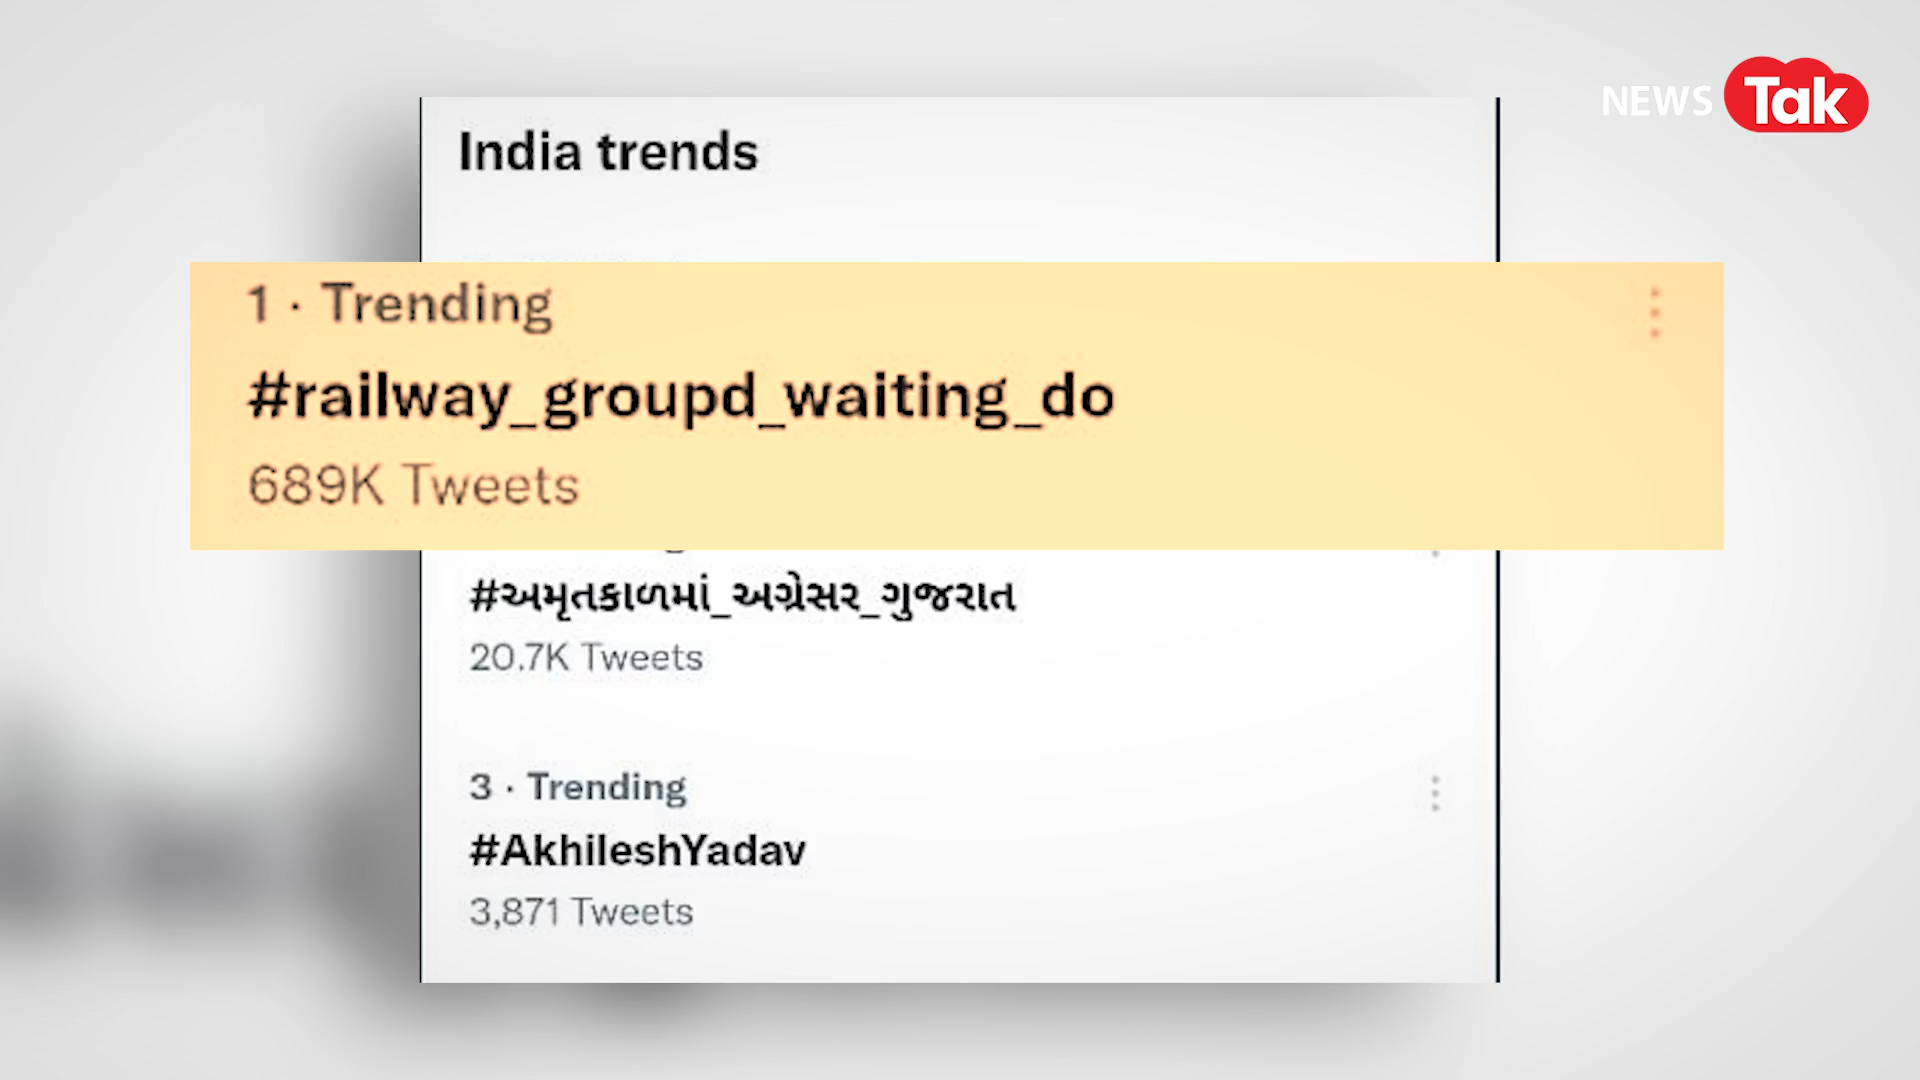 NEWS Tak
India trends
1 · Trending
#railway_groupd_waiting_do
689K Tweets
#અમૃતકાળમાં_અગ્રેસર_ગુજરાત
20.7K Tweets
3 · Trending
#AkhileshYadav
3,871 Tweets